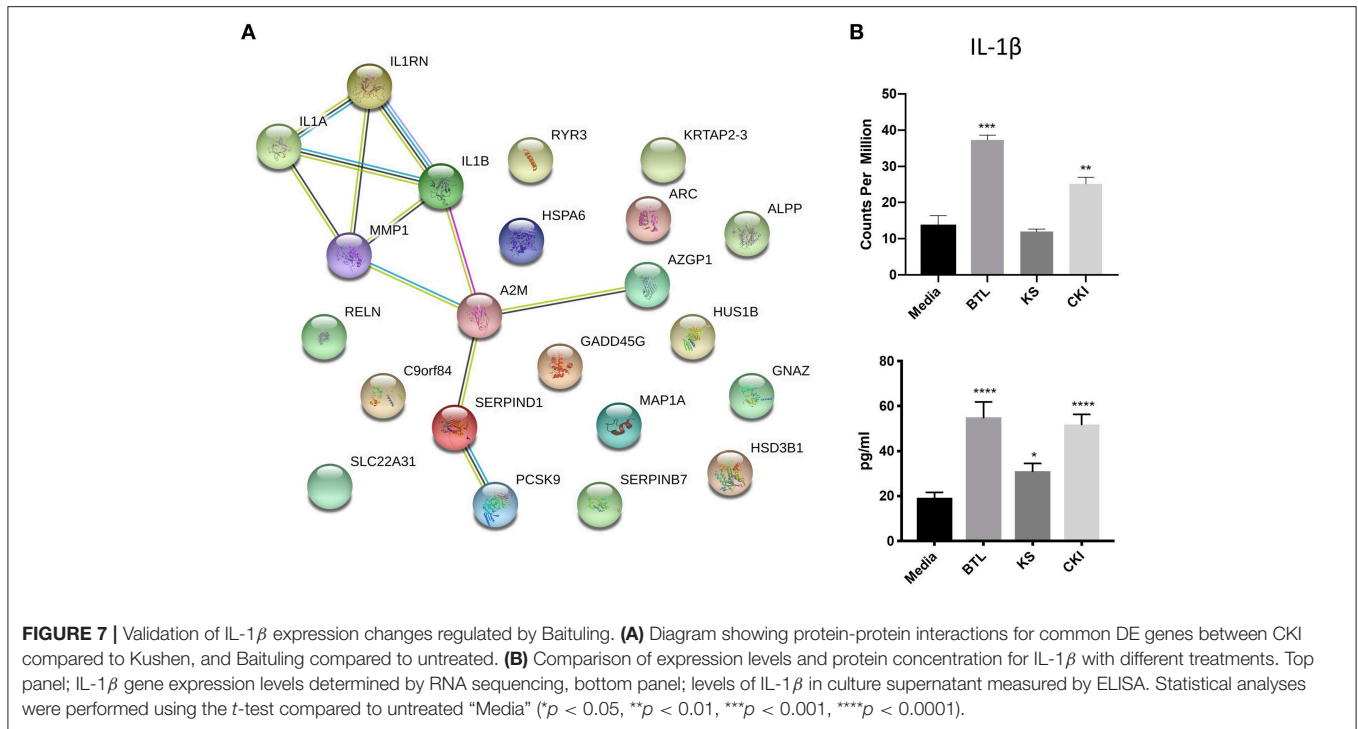 A
IL1RN
IL1A
IL1B
RYR3
KRTAP2-3
ARC
ALPP
HSPA6
MMP1
A2M
AZGP1
RELN
HUS1B
GADD45G
C9orf84
GNAZ
SERPIND1
MAP1A
HSD3B1
SLC22A31
PCSK9
SERPINB7
B
IL-1β
Counts Per Million
50
40
30
20
10
0
***
**
Media
BTL
KS
CKI
pg/ml
80
60
40
20
0
****
*
****
Media
BTL
KS
CKI
FIGURE 7 | Validation of IL-1β expression changes regulated by Baituling. (A) Diagram showing protein-protein interactions for common DE genes between CKI
compared to Kushen, and Baituling compared to untreated. (B) Comparison of expression levels and protein concentration for IL-1β with different treatments. Top
panel; IL-1β gene expression levels determined by RNA sequencing, bottom panel; levels of IL-1β in culture supernatant measured by ELISA. Statistical analyses
were performed using the t-test compared to untreated “Media” (*p < 0.05, **p < 0.01, ***p < 0.001, ****p < 0.0001).